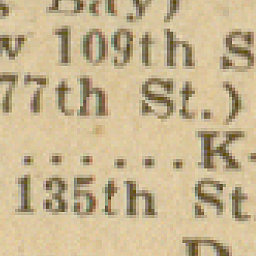 Bay)
w 109th S
77th St.)
......K-
135th St.
D